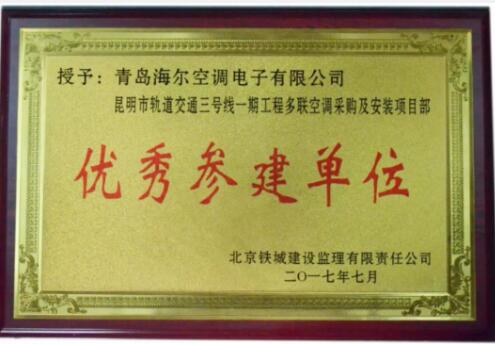 授予：青岛海尔空调电子有限公司
昆明市轨道交通三号线一期工程多联空调采购及安装项目部
优秀参建单位
北京铁城建设监理有限责任公司
二〇一七年七月